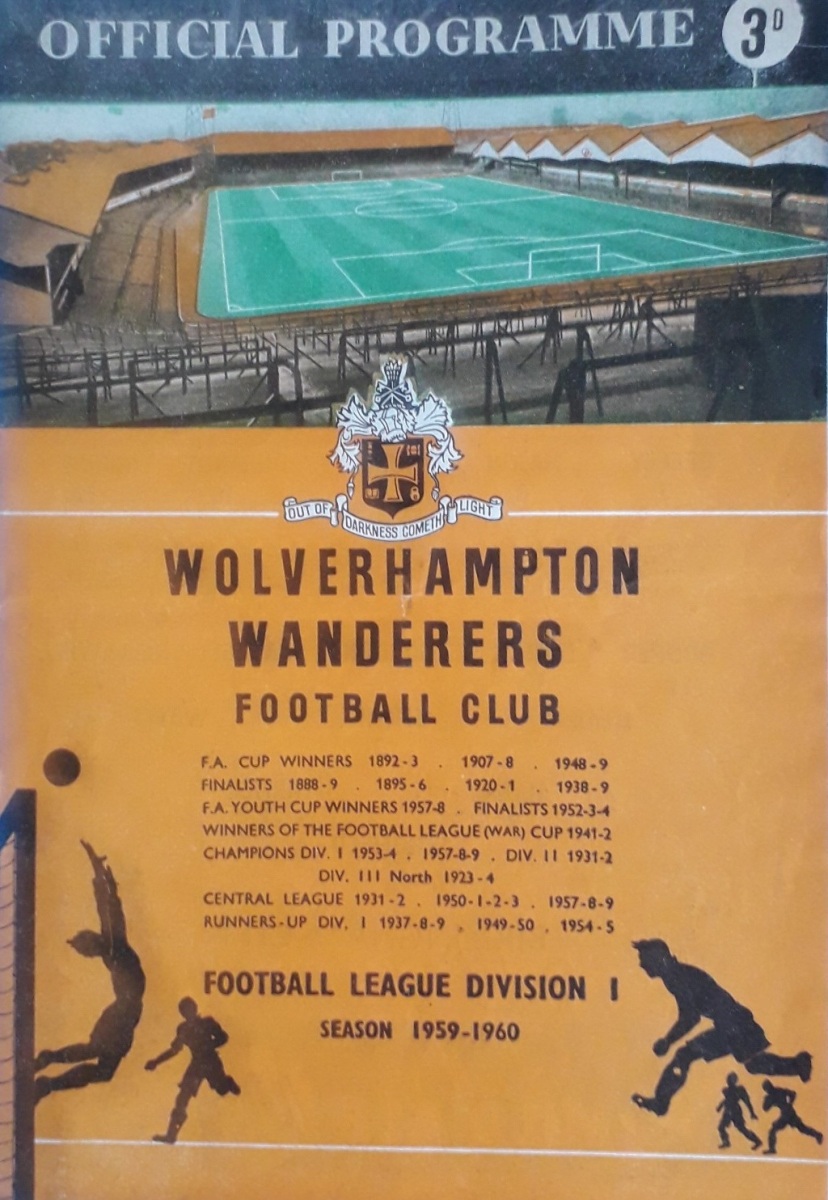 OFFICIAL PROGRAMME 3D
OUT OF DARKNESS COMETH LIGHT
WOLVERHAMPTON
WANDERERS
FOOTBALL CLUB
F.A. CUP WINNERS 1892-3 . 1907-8 . 1948-9
FINALISTS 1888-9 . 1895-6 . 1920-1 . 1938-9
F.A. YOUTH CUP WINNERS 1957-8 . FINALISTS 1952-3-4
WINNERS OF THE FOOTBALL LEAGUE (WAR) CUP 1941-2
CHAMPIONS DIV. I 1953-4 . 1957-8-9 . DIV. II 1931-2
DIV. III North 1923-4
CENTRAL LEAGUE 1931-2 . 1950-1-2-3 . 1957-8-9
RUNNERS-UP DIV. I 1937-8-9 . 1949-50 . 1954-5
FOOTBALL LEAGUE DIVISION I
SEASON 1959-1960